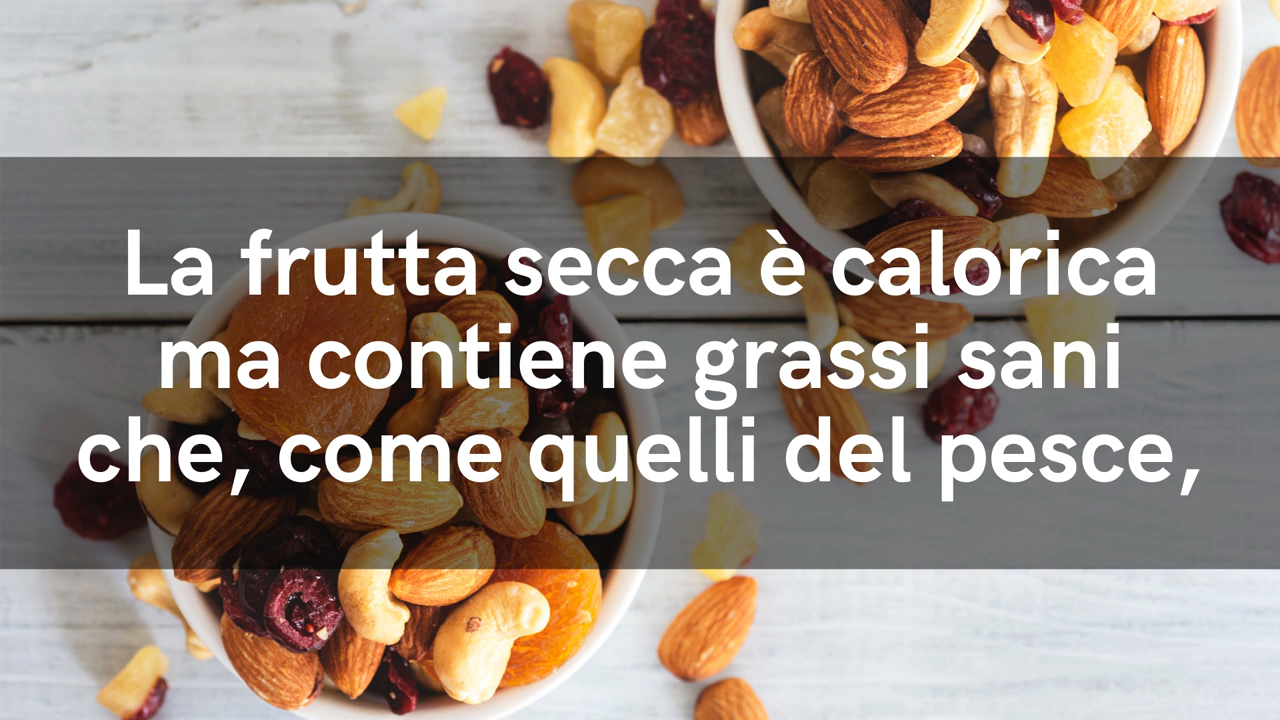 La frutta secca è calorica
ma contiene grassi sani
che, come quelli del pesce,